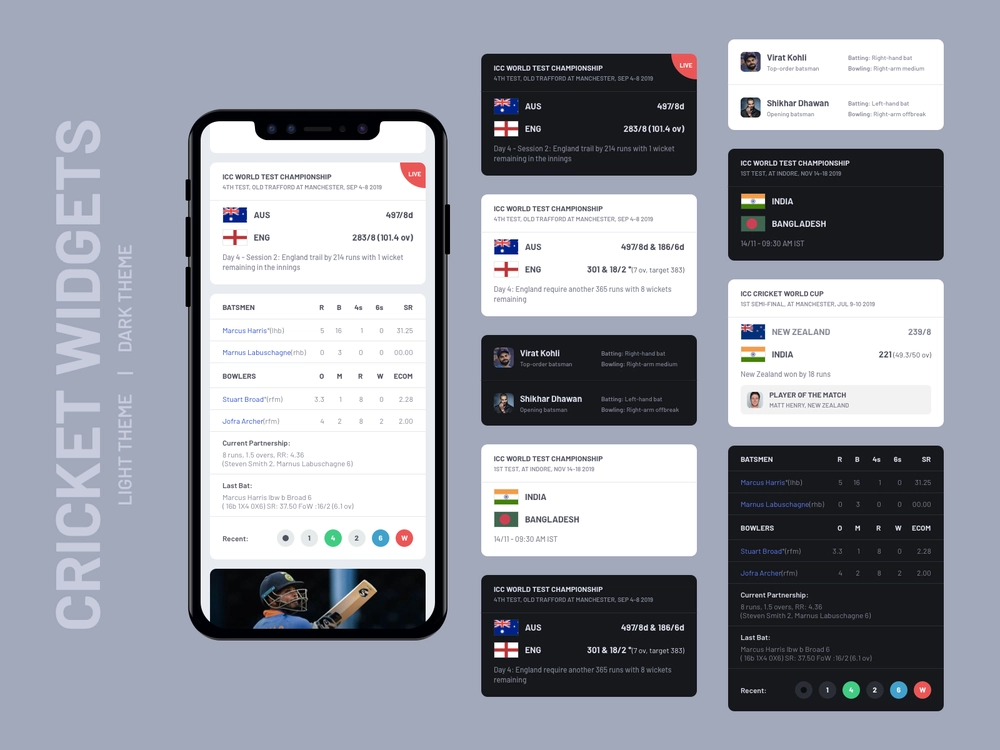 CRICKET WIDGETS
LIGHT THEME | DARK THEME
LIVE
ICC WORLD TEST CHAMPIONSHIP
4TH TEST, OLD TRAFFORD AT MANCHESTER, SEP 4-8 2019
AUS 497/8d
ENG 283/8 (101.4 ov)
Day 4 - Session 2: England trail by 214 runs with 1 wicket
remaining in the innings
BATSMEN R B 4s 6s SR
Marcus Harris*(lhb) 5 16 1 0 31.25
Marnus Labuschagne(rhb) 0 3 0 0 00.00
BOWLERS O M R W ECOM
Stuart Broad*(rfm) 3.3 1 8 0 2.28
Jofra Archer(rfm) 4 2 8 2 2.00
Current Partnership:
8 runs, 1.5 overs, RR: 4.36
(Steven Smith 2, Marnus Labuschagne 6)
Last Bat:
Marcus Harris lbw b Broad 6
( 16b 1X4 0X6) SR: 37.50 FoW :16/2 (6.1 ov)
Recent: 1 4 2 6 W
LIVE
ICC WORLD TEST CHAMPIONSHIP
4TH TEST, OLD TRAFFORD AT MANCHESTER, SEP 4-8 2019
AUS 497/8d
ENG 283/8 (101.4 ov)
Day 4 - Session 2: England trail by 214 runs with 1 wicket
remaining in the innings
ICC WORLD TEST CHAMPIONSHIP
4TH TEST, OLD TRAFFORD AT MANCHESTER, SEP 4-8 2019
AUS 497/8d & 186/6d
ENG 301 & 18/2 *(7 ov, target 383)
Day 4: England require another 365 runs with 8 wickets
remaining
Virat Kohli
Top-order batsman
Batting: Right-hand bat
Bowling: Right-arm medium
Shikhar Dhawan
Opening batsman
Batting: Left-hand bat
Bowling: Right-arm offbreak
ICC WORLD TEST CHAMPIONSHIP
1ST TEST, AT INDORE, NOV 14-18 2019
INDIA
BANGLADESH
14/11 - 09:30 AM IST
ICC WORLD TEST CHAMPIONSHIP
4TH TEST, OLD TRAFFORD AT MANCHESTER, SEP 4-8 2019
AUS 497/8d & 186/6d
ENG 301 & 18/2 *(7 ov, target 383)
Day 4: England require another 365 runs with 8 wickets
remaining
Virat Kohli
Top-order batsman
Batting: Right-hand bat
Bowling: Right-arm medium
Shikhar Dhawan
Opening batsman
Batting: Left-hand bat
Bowling: Right-arm offbreak
ICC WORLD TEST CHAMPIONSHIP
1ST TEST, AT INDORE, NOV 14-18 2019
INDIA
BANGLADESH
14/11 - 09:30 AM IST
ICC CRICKET WORLD CUP
1ST SEMI-FINAL, AT MANCHESTER, JUL 9-10 2019
NEW ZEALAND 239/8
INDIA 221 (49.3/50 ov)
New Zealand won by 18 runs
PLAYER OF THE MATCH
MATT HENRY, NEW ZEALAND
BATSMEN R B 4s 6s SR
Marcus Harris*(lhb) 5 16 1 0 31.25
Marnus Labuschagne(rhb) 0 3 0 0 00.00
BOWLERS O M R W ECOM
Stuart Broad*(rfm) 3.3 1 8 0 2.28
Jofra Archer(rfm) 4 2 8 2 2.00
Current Partnership:
8 runs, 1.5 overs, RR: 4.36
(Steven Smith 2, Marnus Labuschagne 6)
Last Bat:
Marcus Harris lbw b Broad 6
( 16b 1X4 0X6) SR: 37.50 FoW :16/2 (6.1 ov)
Recent: 1 4 2 6 W